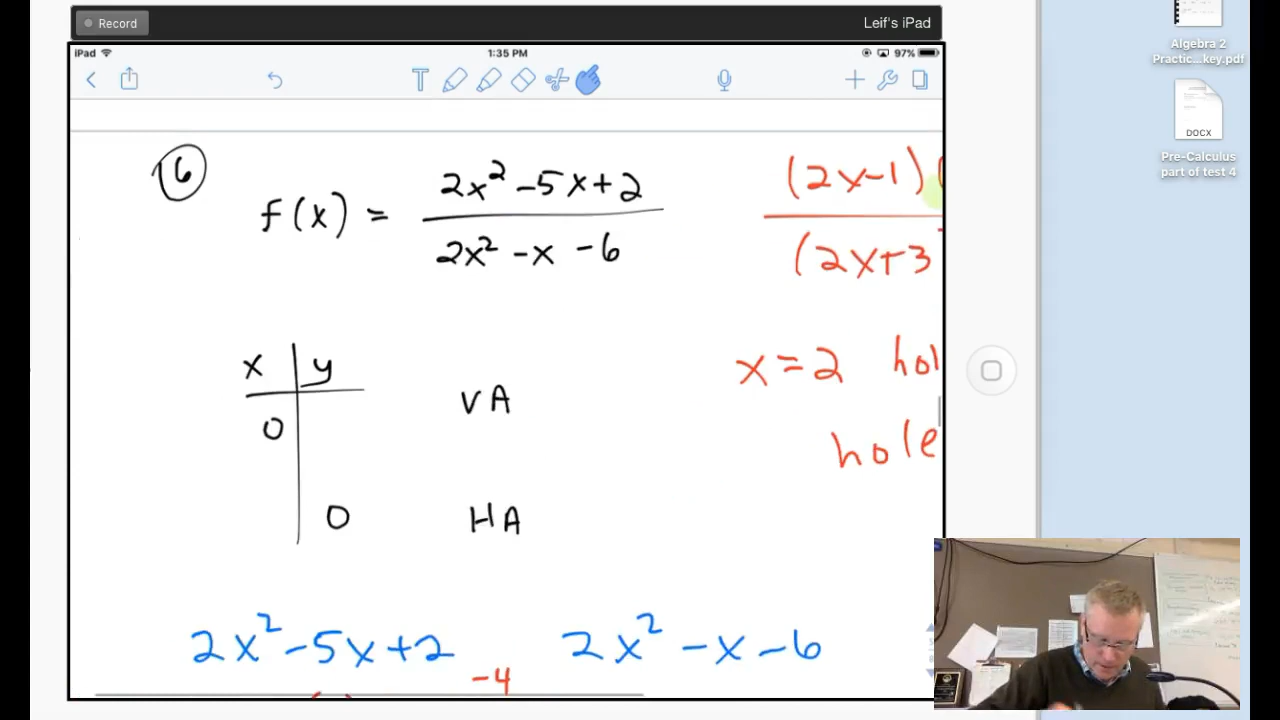 Record
Leif's iPad
iPad 1:35 PM 97%
T
Algebra 2
Practic...key.pdf
DOCX
Pre-Calculus
part of test 4
6
f(x) = (2x² -5x+2)/(2x² -x -6)
(2x-1)
(2x+3
x y
0
0
VA
HA
x = 2 hol
hole
2x² -5x+2
2x² -x -6
-4